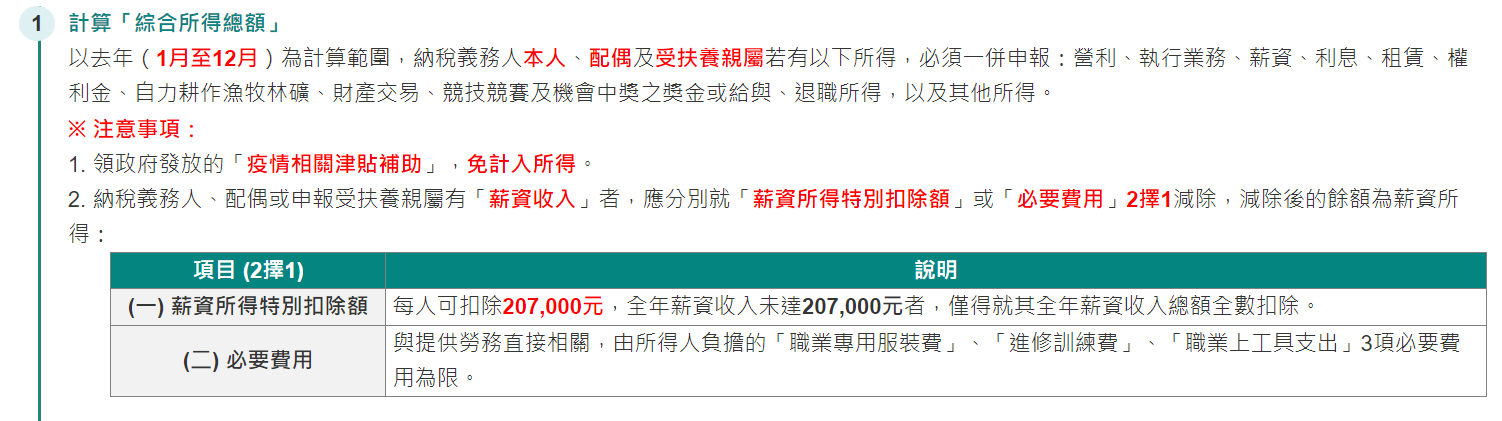 1
計算「綜合所得總額」
以去年（1月至12月）為計算範圍，納稅義務人本人、配偶及受扶養親屬若有以下所得，必須一併申報：營利、執行業務、薪資、利息、租賃、權
利金、自力耕作漁牧林礦、財產交易、競技競賽及機會中獎之獎金或給與、退職所得，以及其他所得。
※ 注意事項：
1. 領政府發放的「疫情相關津貼補助」，免計入所得。
2. 納稅義務人、配偶或申報受扶養親屬有「薪資收入」者，應分別就「薪資所得特別扣除額」或「必要費用」2擇1減除，減除後的餘額為薪資所
得：
項目 (2擇1) 說明
(一) 薪資所得特別扣除額 每人可扣除207,000元，全年薪資收入未達207,000元者，僅得就其全年薪資收入總額全數扣除。
(二) 必要費用 與提供勞務直接相關，由所得人負擔的「職業專用服裝費」、「進修訓練費」、「職業上工具支出」3項必要費
用為限。